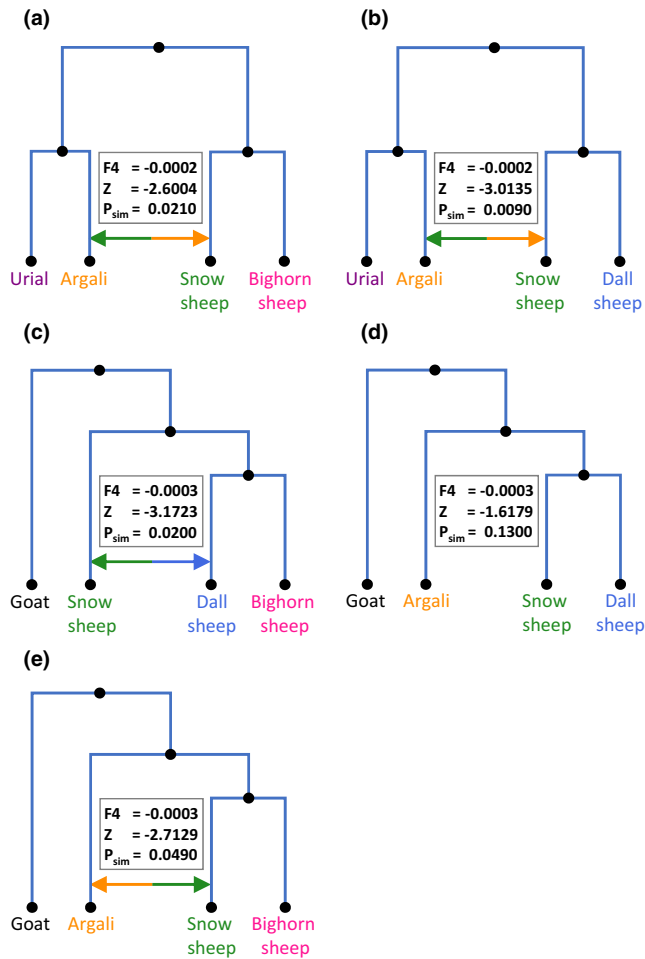 (a)
F4 = -0.0002
Z = -2.6004
Psim = 0.0210
Urial Argali Snow sheep Bighorn sheep
(b)
F4 = -0.0002
Z = -3.0135
Psim = 0.0090
Urial Argali Snow sheep Dall sheep
(c)
F4 = -0.0003
Z = -3.1723
Psim = 0.0200
Goat Snow sheep Dall sheep Bighorn sheep
(d)
F4 = -0.0003
Z = -1.6179
Psim = 0.1300
Goat Argali Snow sheep Dall sheep
(e)
F4 = -0.0003
Z = -2.7129
Psim = 0.0490
Goat Argali Snow sheep Bighorn sheep